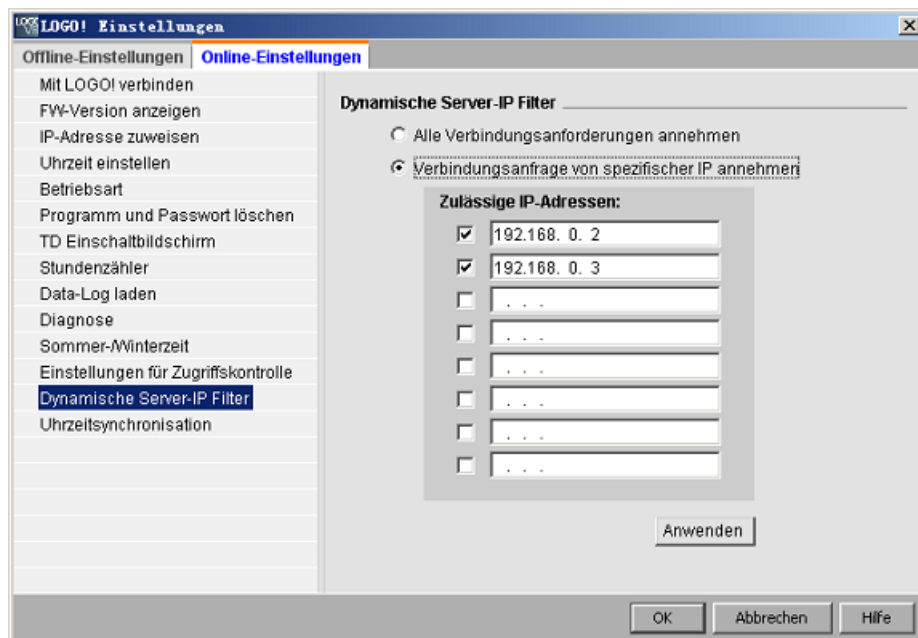 LOGO! Einstellungen
Offline-Einstellungen
Online-Einstellungen
Mit LOGO! verbinden
FW-Version anzeigen
IP-Adresse zuweisen
Uhrzeit einstellen
Betriebsart
Programm und Passwort löschen
TD Einschaltbildschirm
Stundenzähler
Data-Log laden
Diagnose
Sommer-/Winterzeit
Einstellungen für Zugriffskontrolle
Dynamische Server-IP Filter
Uhrzeitsynchronisation
Dynamische Server-IP Filter
Alle Verbindungsanforderungen annehmen
Verbindungsanfrage von spezifischer IP annehmen
Zulässige IP-Adressen:
192.168. 0. 2
192.168. 0. 3
. . .
. . .
. . .
. . .
. . .
. . .
Anwenden
OK
Abbrechen
Hilfe